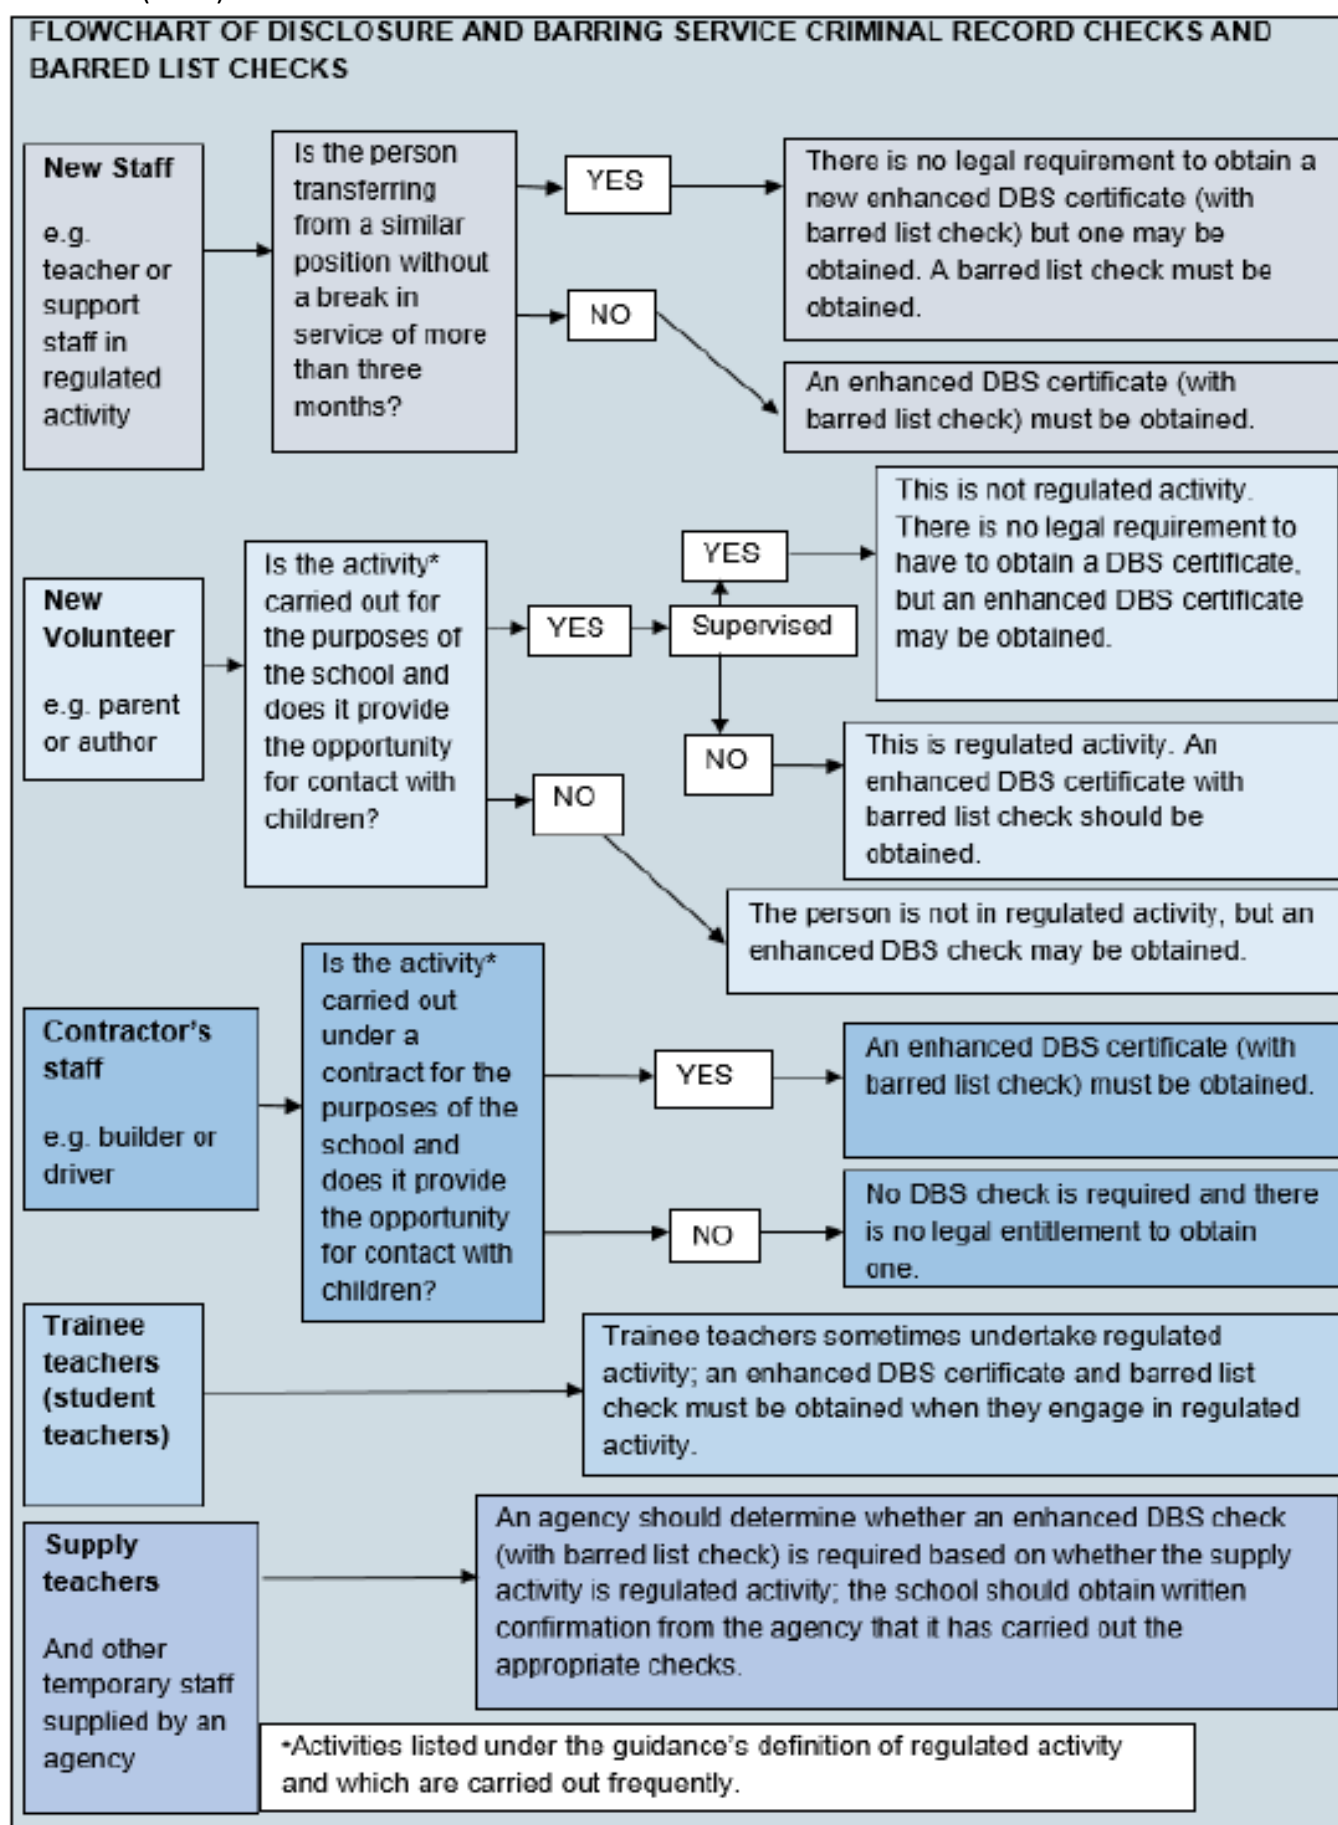 FLOWCHART OF DISCLOSURE AND BARRING SERVICE CRIMINAL RECORD CHECKS AND
BARRED LIST CHECKS
New Staff
e.g.
teacher or
support
staff in
regulated
activity
Is the person
transferring
from a similar
position without
a break in
service of more
than three
months?
YES
There is no legal requirement to obtain a
new enhanced DBS certificate (with
barred list check) but one may be
obtained. A barred list check must be
obtained.
NO
An enhanced DBS certificate (with
barred list check) must be obtained.
New
Volunteer
e.g. parent
or author
Is the activity*
carried out for
the purposes of
the school and
does it provide
the opportunity
for contact with
children?
YES
Supervised
YES
This is not regulated activity.
There is no legal requirement to
have to obtain a DBS certificate,
but an enhanced DBS certificate
may be obtained.
NO
This is regulated activity. An
enhanced DBS certificate with
barred list check should be
obtained.
NO
The person is not in regulated activity, but an
enhanced DBS check may be obtained.
Contractor's
staff
e.g. builder or
driver
Is the activity*
carried out
under a
contract for the
purposes of the
school and
does it provide
the opportunity
for contact with
children?
YES
An enhanced DBS certificate (with
barred list check) must be obtained.
NO
No DBS check is required and there
is no legal entitlement to obtain
one.
Trainee
teachers
(student
teachers)
Trainee teachers sometimes undertake regulated
activity; an enhanced DBS certificate and barred list
check must be obtained when they engage in regulated
activity.
Supply
teachers
And other
temporary staff
supplied by an
agency
An agency should determine whether an enhanced DBS check
(with barred list check) is required based on whether the supply
activity is regulated activity; the school should obtain written
confirmation from the agency that it has carried out the
appropriate checks.
*Activities listed under the guidance's definition of regulated activity
and which are carried out frequently.